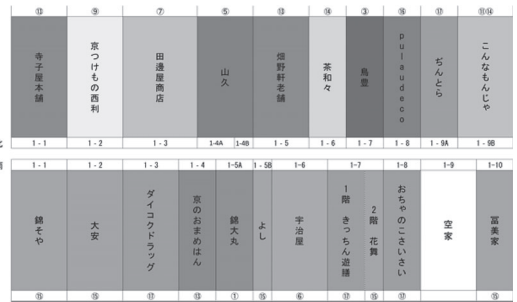 ⑬ ⑨ ⑦ ⑤ ⑬ ⑭ ③ ⑯ ⑰ ⑪⑭
寺子屋本舗
京つけもの西利
田邊屋商店
山久
畑野軒老舗
茶和々
鳥豊
pulaudeco
ぢんとら
こんなもんじゃ
1-1 1-2 1-3 1-4A 1-4B 1-5 1-6 1-7 1-8 1-9A 1-9B
1-1 1-2 1-3 1-4 1-5A 1-5B 1-6 1-7 1-8 1-9 1-10
錦そや
大安
ダイコクドラッグ
京のおまめはん
錦大丸
よし
宇治屋
1階 きっちん遊膳
2階 花舞
おちゃのこさいさい
空家
冨美家
⑮ ⑮ ⑰ ⑬ ① ⑮ ⑥ ⑰ ⑮ ⑰ ⑮